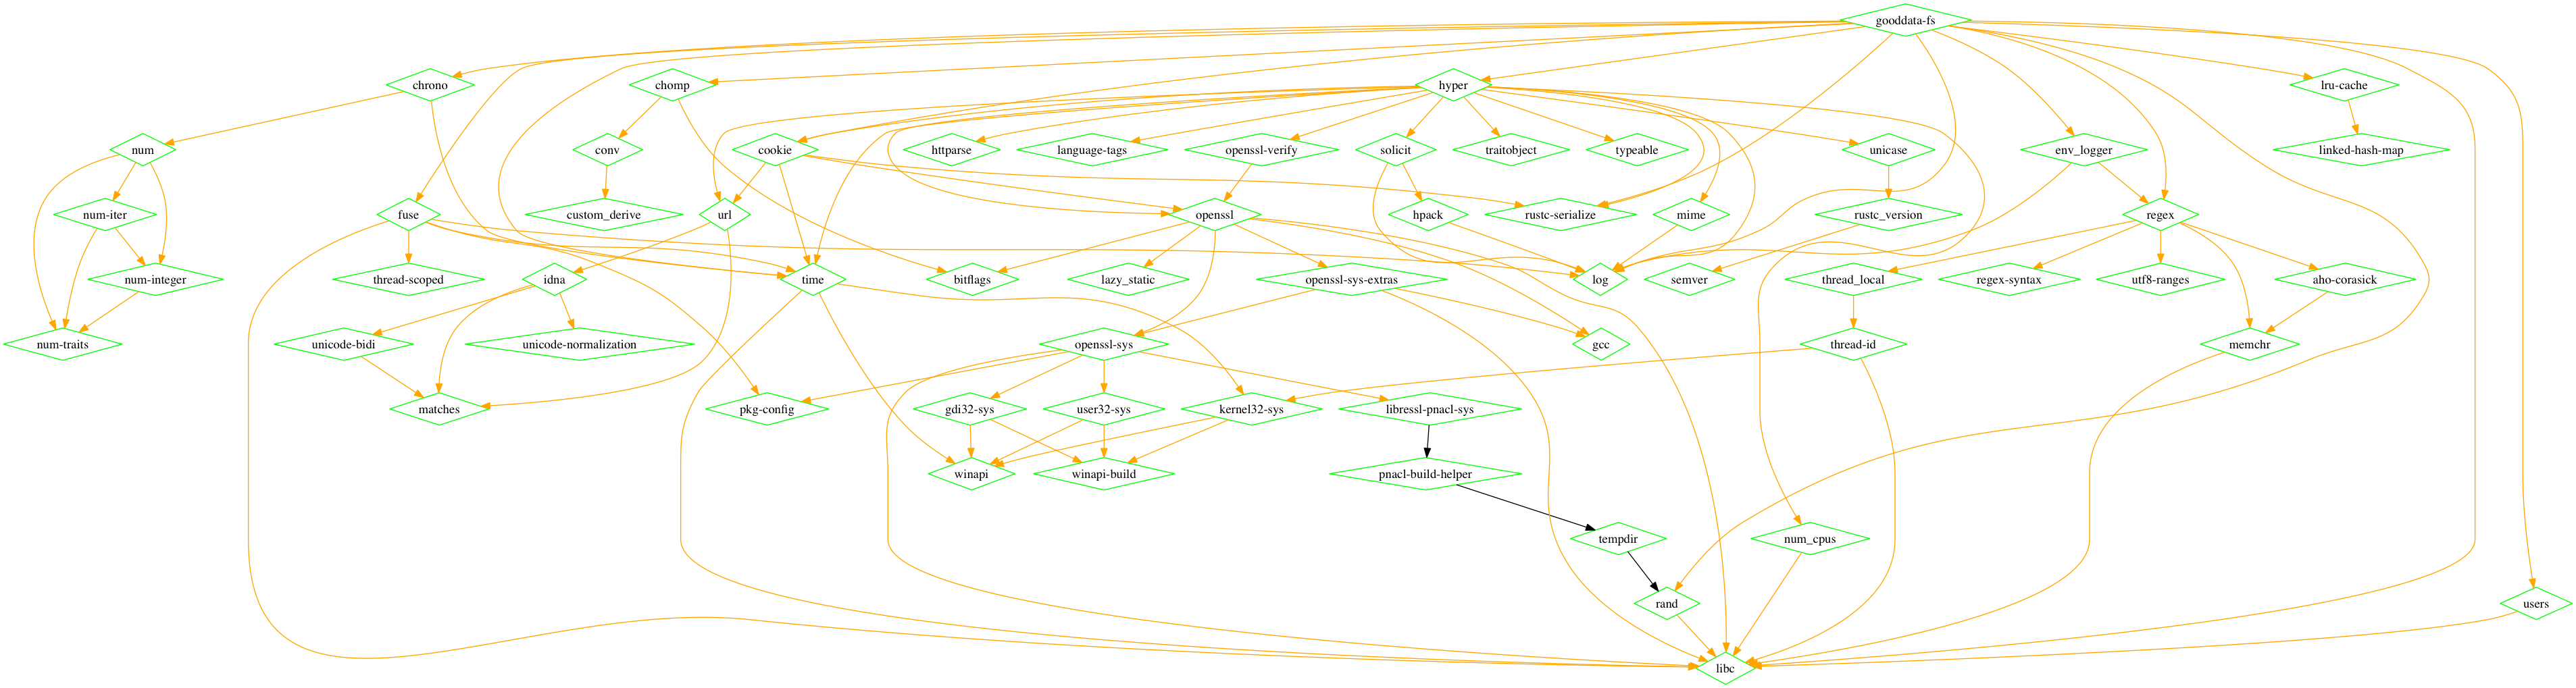 gooddata-fs
chrono
chomp
hyper
lru-cache
num
conv
cookie
httparse
language-tags
openssl-verify
solicit
traitobject
typeable
unicase
env_logger
linked-hash-map
num-iter
fuse
custom_derive
url
openssl
hpack
rustc-serialize
mime
rustc_version
regex
num-integer
thread-scoped
idna
time
bitflags
lazy_static
openssl-sys-extras
log
semver
thread_local
regex-syntax
utf8-ranges
aho-corasick
num-traits
unicode-bidi
unicode-normalization
openssl-sys
gcc
thread-id
memchr
matches
pkg-config
gdi32-sys
user32-sys
kernel32-sys
libressl-pnacl-sys
winapi
winapi-build
pnacl-build-helper
tempdir
num_cpus
rand
users
libc